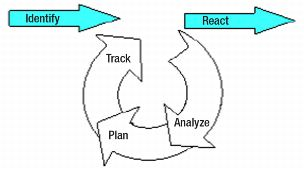 Identify
React
Track
Analyze
Plan